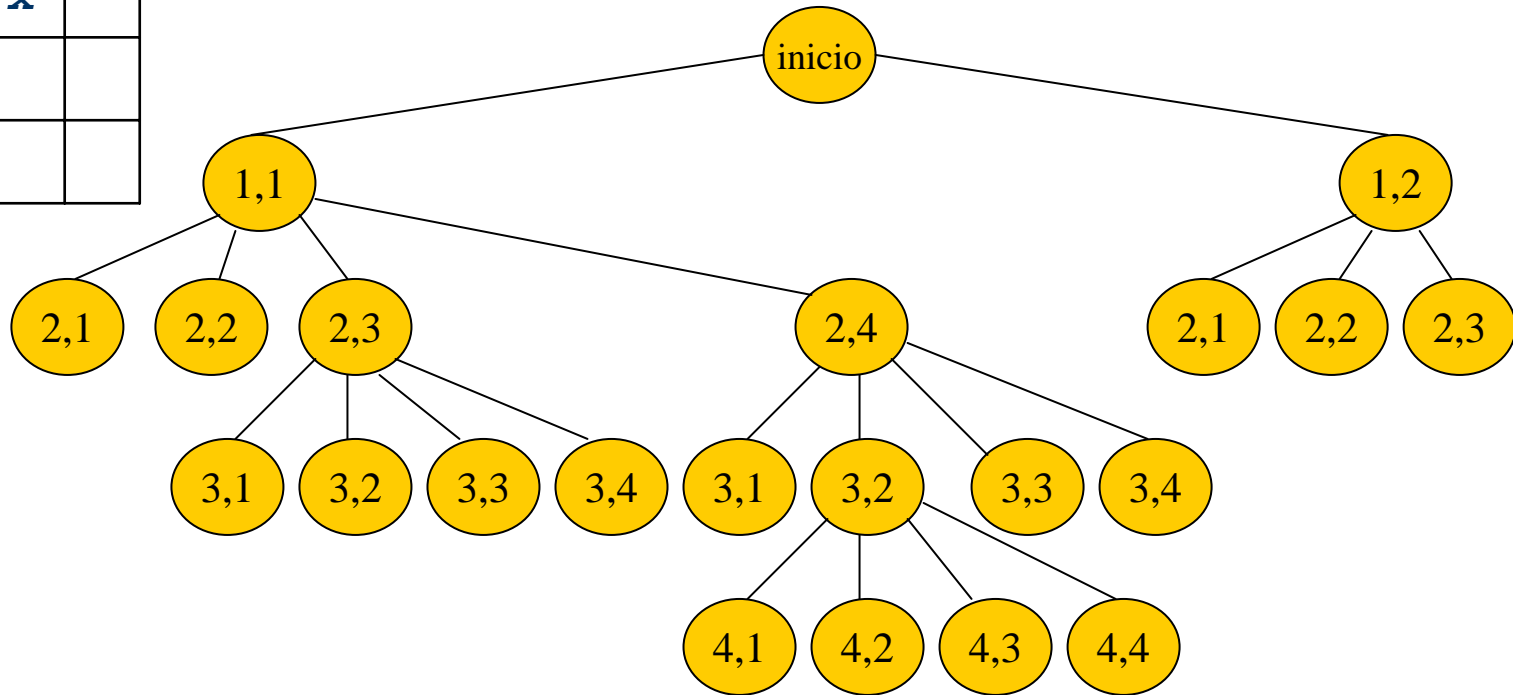 x
inicio
1,1 1,2
2,1 2,2 2,3 2,4 2,1 2,2 2,3
3,1 3,2 3,3 3,4 3,1 3,2 3,3 3,4
4,1 4,2 4,3 4,4